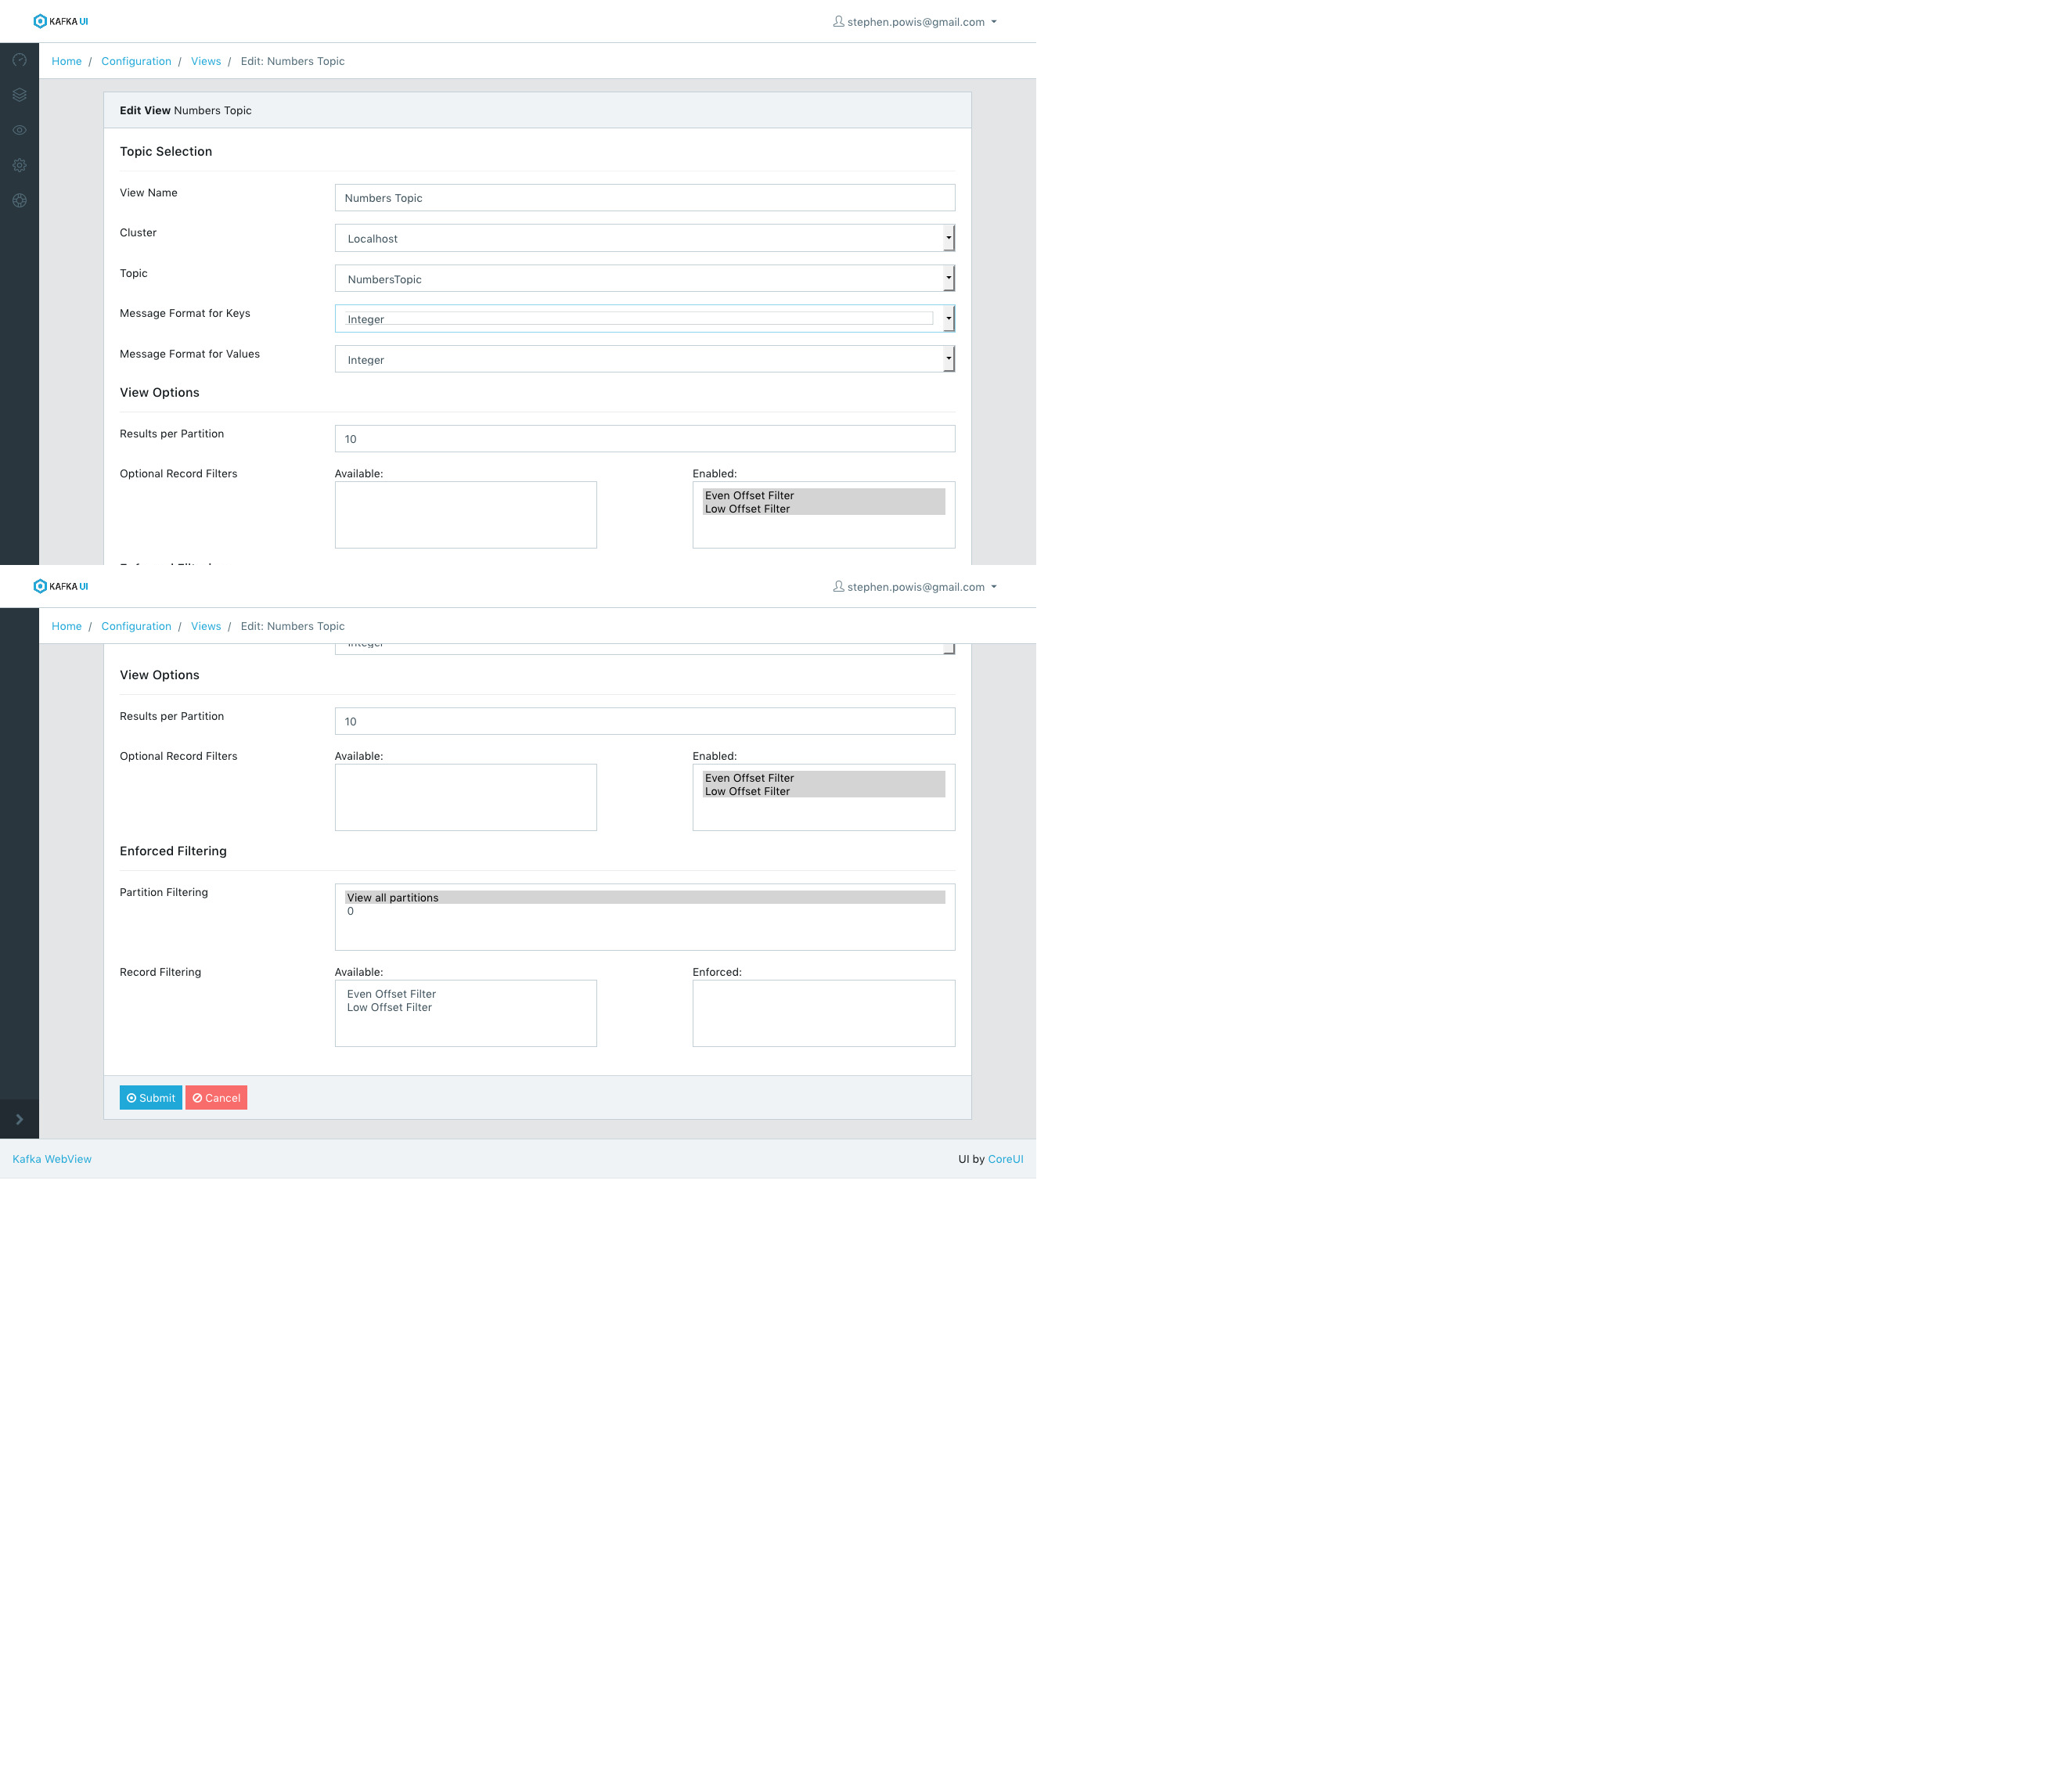 KAFKA UI
stephen.powis@gmail.com
Home / Configuration / Views / Edit: Numbers Topic
Edit View Numbers Topic
Topic Selection
View Name
Numbers Topic
Cluster
Localhost
Topic
NumbersTopic
Message Format for Keys
Integer
Message Format for Values
Integer
View Options
Results per Partition
10
Optional Record Filters
Available:
Enabled:
Even Offset Filter
Low Offset Filter
KAFKA UI
stephen.powis@gmail.com
Home / Configuration / Views / Edit: Numbers Topic
View Options
Results per Partition
10
Optional Record Filters
Available:
Enabled:
Even Offset Filter
Low Offset Filter
Enforced Filtering
Partition Filtering
View all partitions
0
Record Filtering
Available:
Even Offset Filter
Low Offset Filter
Enforced:
Submit
Cancel
Kafka WebView
UI by CoreUI